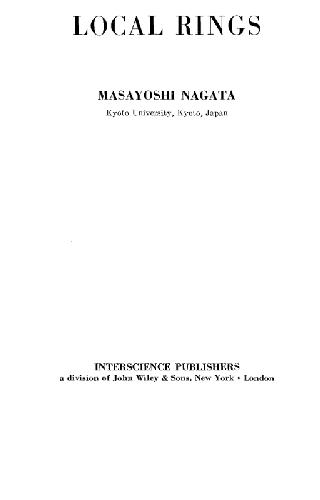 LOCAL RINGS
MASAYOSHI NAGATA
Kyoto University, Kyoto, Japan
INTERSCIENCE PUBLISHERS
a division of John Wiley & Sons, New York • London